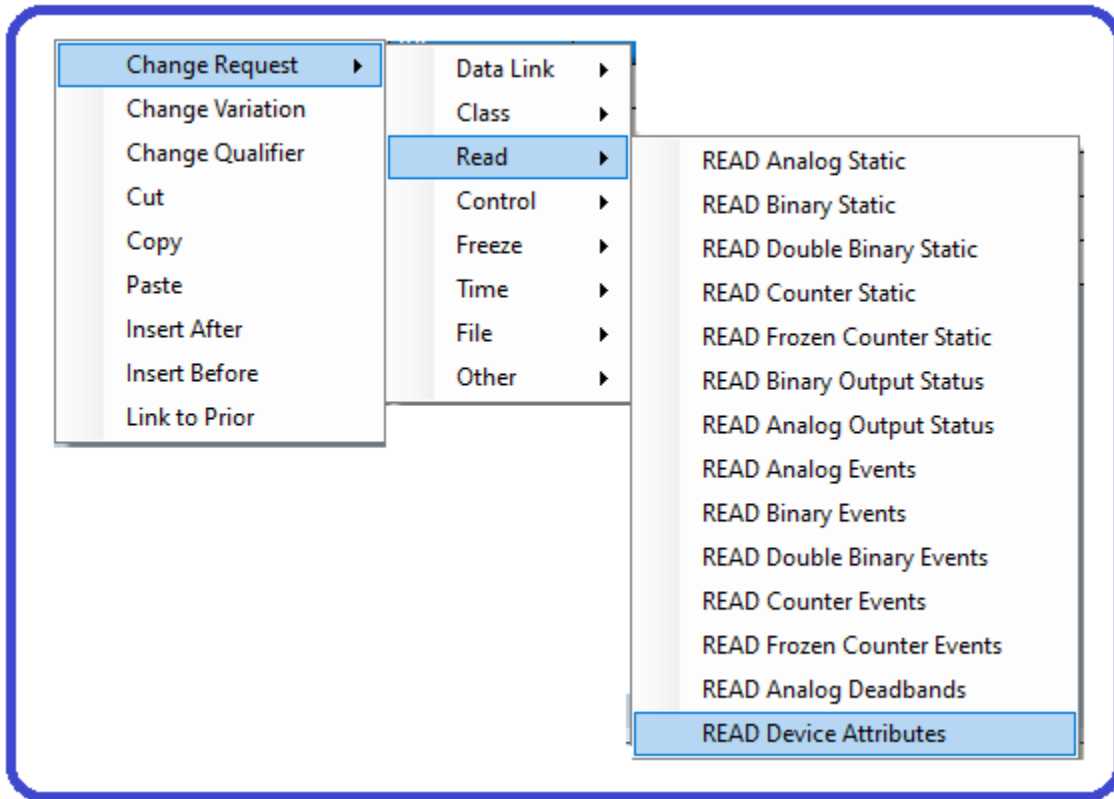 Change Request
Change Variation
Change Qualifier
Cut
Copy
Paste
Insert After
Insert Before
Link to Prior
Data Link
Class
Read
Control
Freeze
Time
File
Other
READ Analog Static
READ Binary Static
READ Double Binary Static
READ Counter Static
READ Frozen Counter Static
READ Binary Output Status
READ Analog Output Status
READ Analog Events
READ Binary Events
READ Double Binary Events
READ Counter Events
READ Frozen Counter Events
READ Analog Deadbands
READ Device Attributes